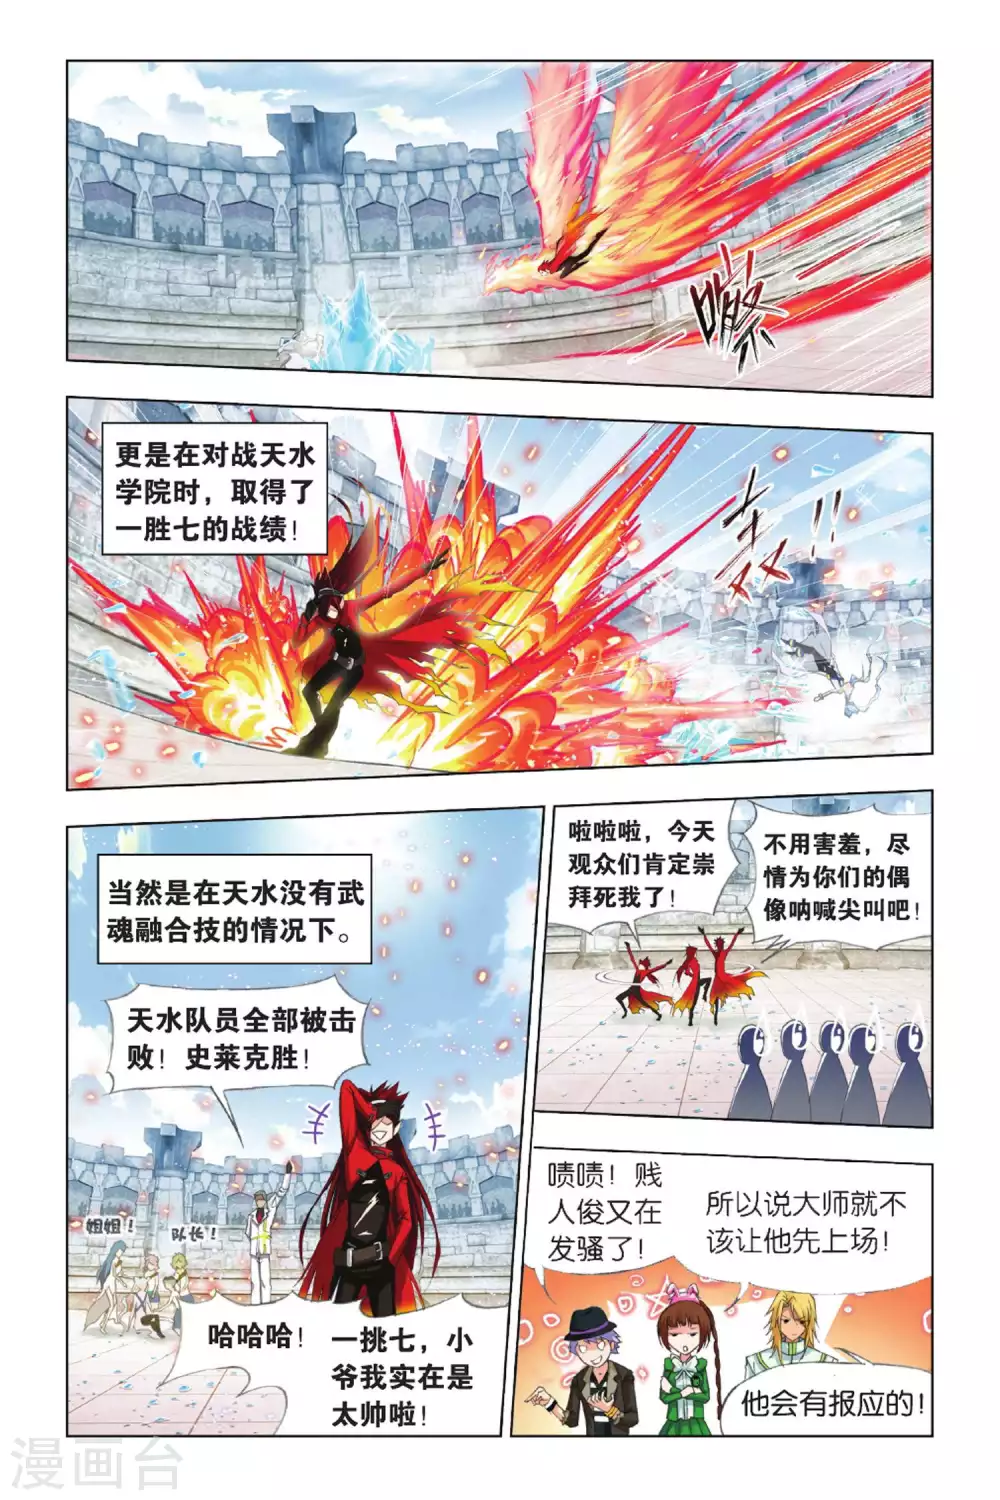 嚓
更是在对战天水
学院时，取得了
一胜七的战绩！
轰!!
当然是在天水没有武
魂融合技的情况下。
天水队员全部被击
败！史莱克胜！
姐姐！
队长！
哈哈哈！
一挑七，小
爷我实在是
太帅啦！
啦啦啦，今天
观众们肯定崇
拜死我了！
不用害羞，尽
情为你们的偶
像呐喊尖叫吧！
啧啧！贱
人俊又在
发骚了！
所以说大师就不
该让他先上场！
他会有报应的！
漫画台